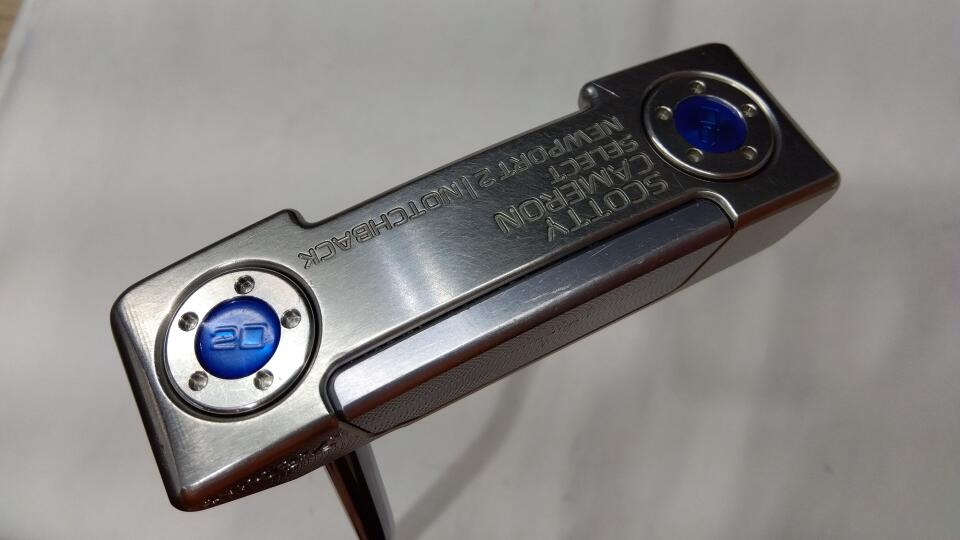 SCOTTY
CAMERON
SELECT
NEWPORT 2 | NOTCHBACK
20